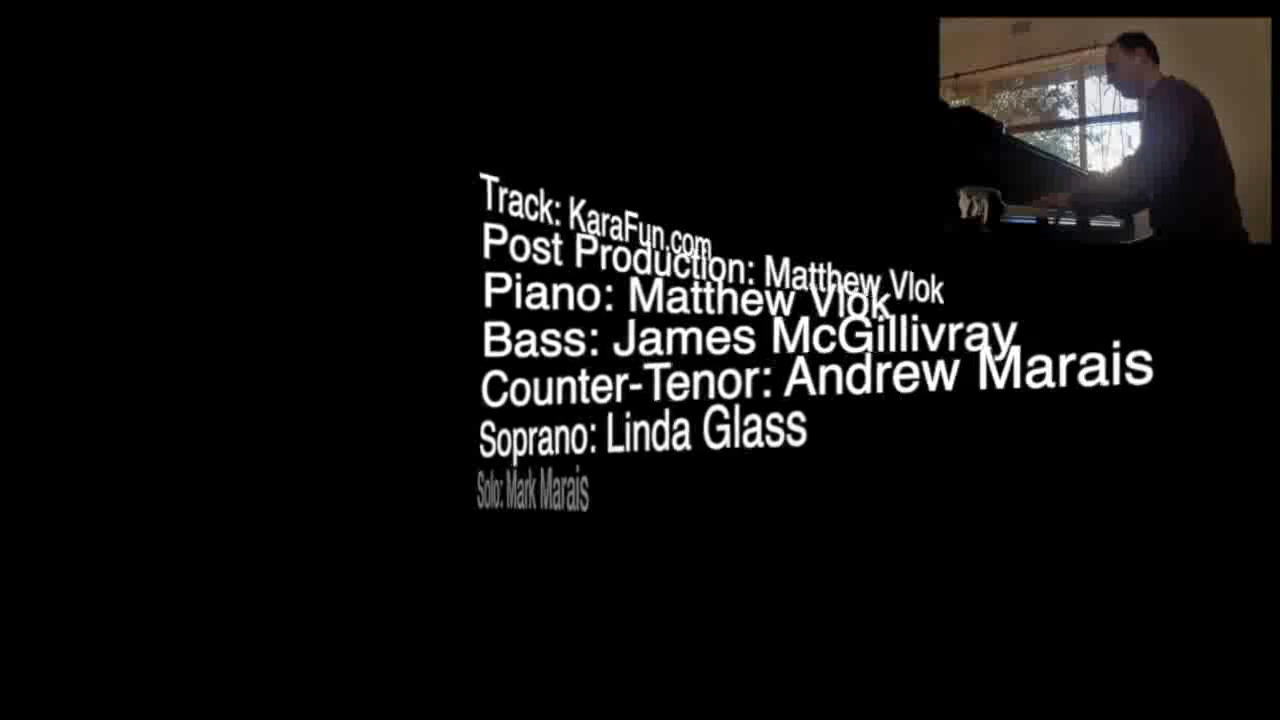 Track: KaraFun.com
Post Production: Matthew Vlok
Piano: Matthew Vlok
Bass: James McGillivray
Counter-Tenor: Andrew Marais
Soprano: Linda Glass
Solo: Mark Marais